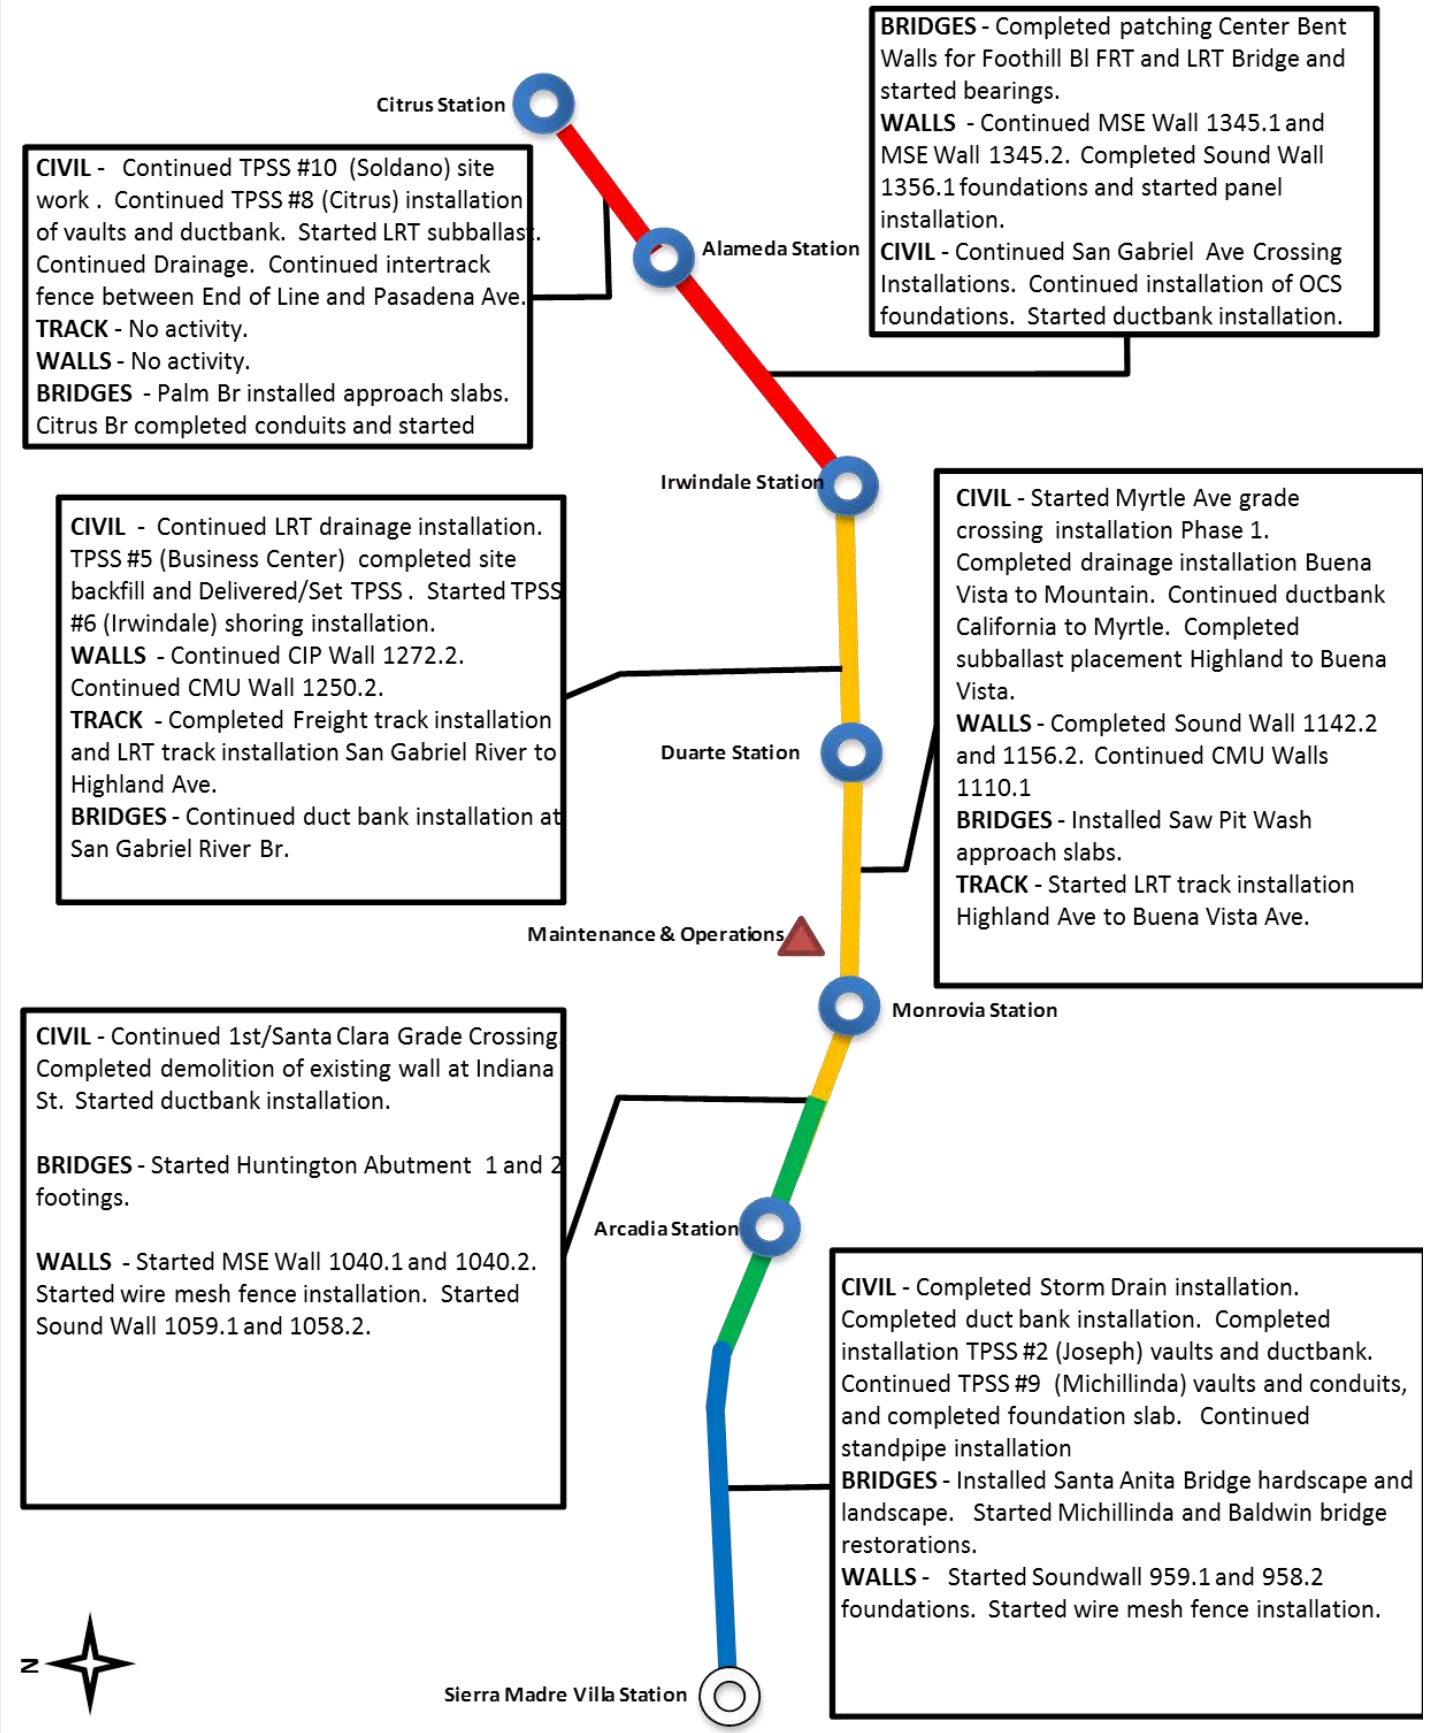 Citrus Station
BRIDGES - Completed patching Center Bent
Walls for Foothill Bl FRT and LRT Bridge and
started bearings.
WALLS - Continued MSE Wall 1345.1 and
MSE Wall 1345.2. Completed Sound Wall
1356.1 foundations and started panel
installation.
CIVIL - Continued San Gabriel Ave Crossing
Installations. Continued installation of OCS
foundations. Started ductbank installation.
CIVIL - Continued TPSS #10 (Soldano) site
work . Continued TPSS #8 (Citrus) installation
of vaults and ductbank. Started LRT subballast.
Continued Drainage. Continued intertrack
fence between End of Line and Pasadena Ave.
TRACK - No activity.
WALLS - No activity.
BRIDGES - Palm Br installed approach slabs.
Citrus Br completed conduits and started
Alameda Station
Irwindale Station
CIVIL - Continued LRT drainage installation.
TPSS #5 (Business Center) completed site
backfill and Delivered/Set TPSS . Started TPSS
#6 (Irwindale) shoring installation.
WALLS - Continued CIP Wall 1272.2.
Continued CMU Wall 1250.2.
TRACK - Completed Freight track installation
and LRT track installation San Gabriel River to
Highland Ave.
BRIDGES - Continued duct bank installation at
San Gabriel River Br.
CIVIL - Started Myrtle Ave grade
crossing installation Phase 1.
Completed drainage installation Buena
Vista to Mountain. Continued ductbank
California to Myrtle. Completed
subballast placement Highland to Buena
Vista.
WALLS - Completed Sound Wall 1142.2
and 1156.2. Continued CMU Walls
1110.1
BRIDGES - Installed Saw Pit Wash
approach slabs.
TRACK - Started LRT track installation
Highland Ave to Buena Vista Ave.
Duarte Station
Maintenance & Operations
Monrovia Station
CIVIL - Continued 1st/Santa Clara Grade Crossing
Completed demolition of existing wall at Indiana
St. Started ductbank installation.
BRIDGES - Started Huntington Abutment 1 and 2
footings.
WALLS - Started MSE Wall 1040.1 and 1040.2.
Started wire mesh fence installation. Started
Sound Wall 1059.1 and 1058.2.
Arcadia Station
CIVIL - Completed Storm Drain installation.
Completed duct bank installation. Completed
installation TPSS #2 (Joseph) vaults and ductbank.
Continued TPSS #9 (Michillinda) vaults and conduits,
and completed foundation slab. Continued
standpipe installation
BRIDGES - Installed Santa Anita Bridge hardscape and
landscape. Started Michillinda and Baldwin bridge
restorations.
WALLS - Started Soundwall 959.1 and 958.2
foundations. Started wire mesh fence installation.
N
Sierra Madre Villa Station